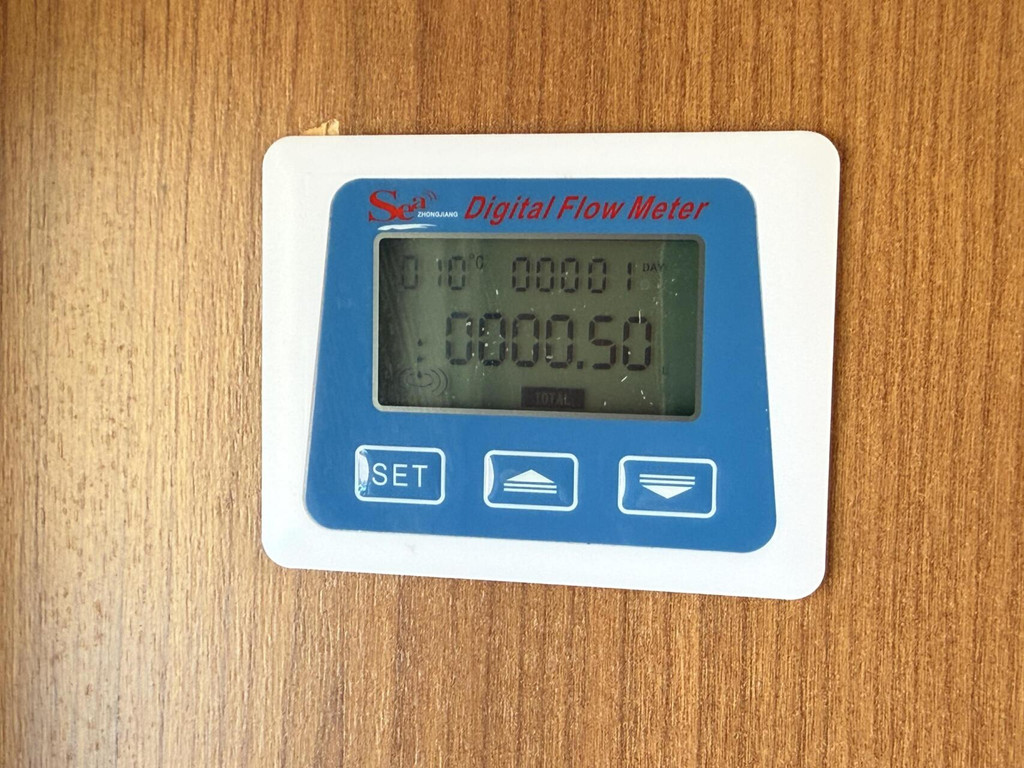 Sea ZHONGJIANG Digital Flow Meter
010°C 00001 DAY
0000.50 L
TOTAL
SET